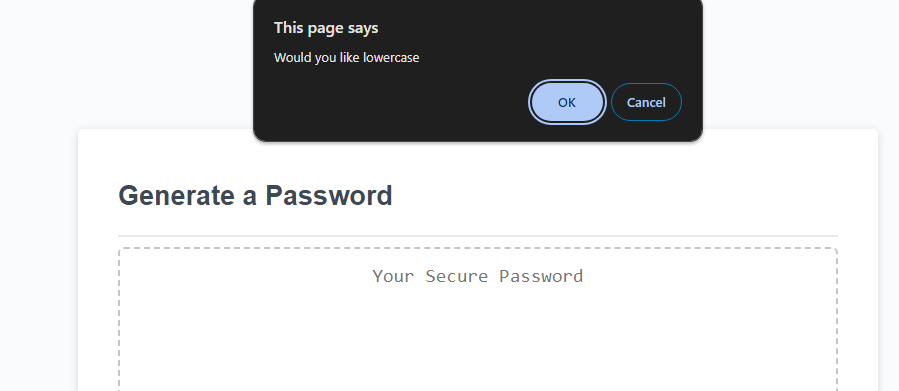 This page says
Would you like lowercase
OK
Cancel
Generate a Password
Your Secure Password